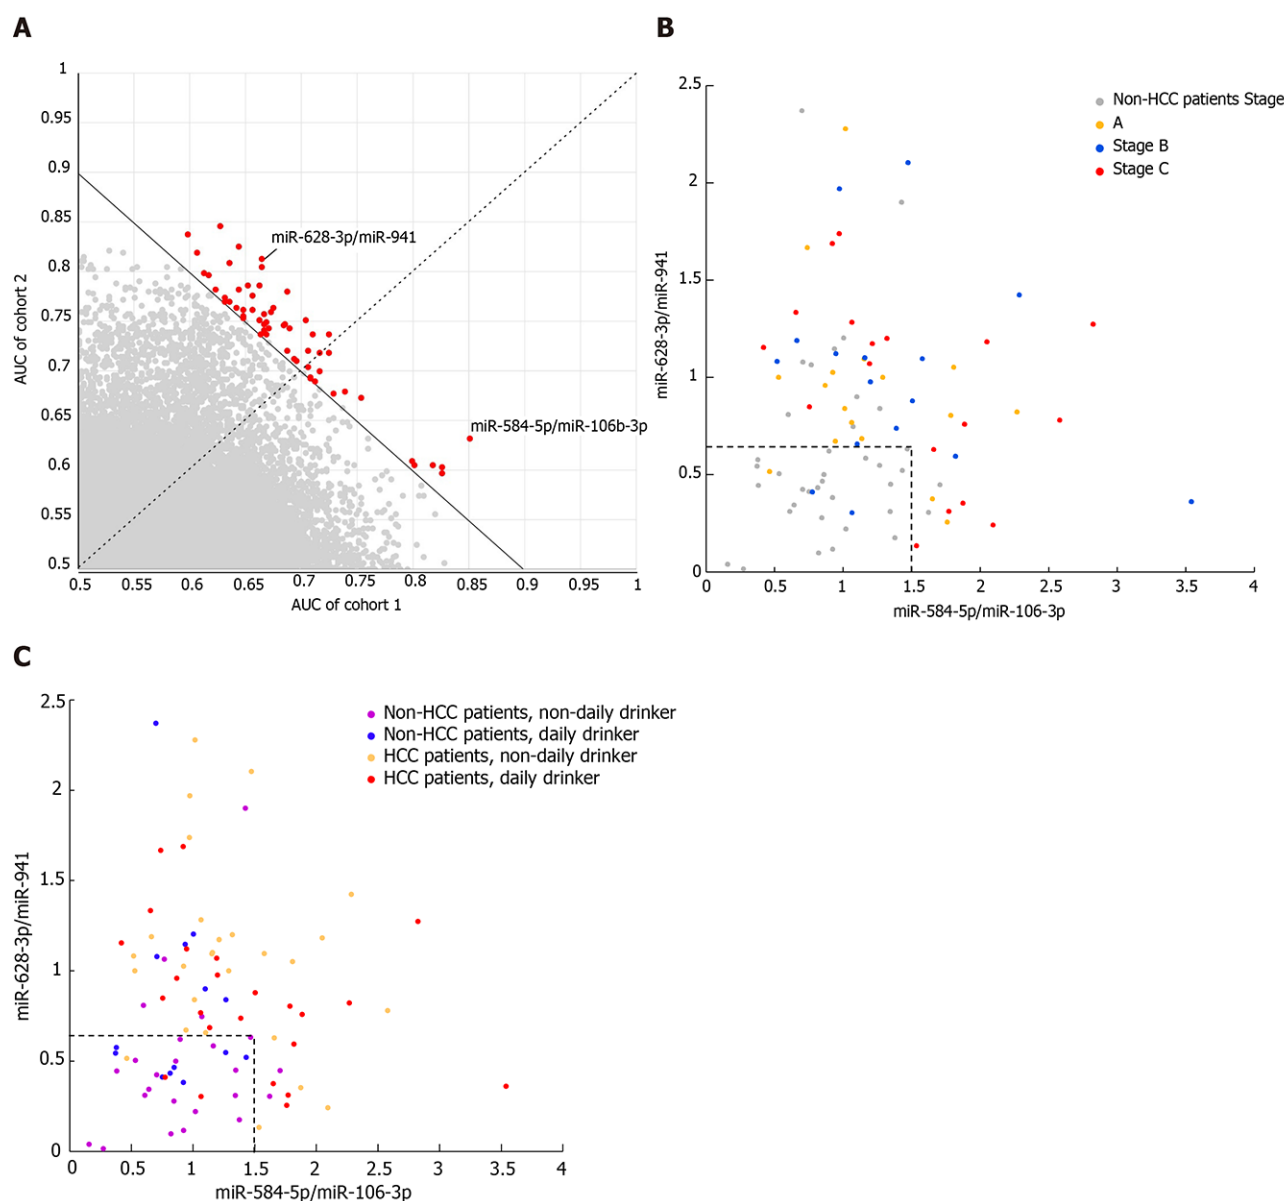 A
1
0.95
0.9
0.85
0.8
0.75
0.7
0.65
0.6
0.55
0.5
AUC of cohort 2
miR-628-3p/miR-941
miR-584-5p/miR-106b-3p
0.5 0.55 0.6 0.65 0.7 0.75 0.8 0.85 0.9 0.95 1
AUC of cohort 1
B
2.5
2
1.5
1
0.5
0
miR-628-3p/miR-941
Non-HCC patients Stage
A
Stage B
Stage C
0 0.5 1 1.5 2 2.5 3 3.5 4
miR-584-5p/miR-106-3p
C
2.5
2
1.5
1
0.5
0
miR-628-3p/miR-941
Non-HCC patients, non-daily drinker
Non-HCC patients, daily drinker
HCC patients, non-daily drinker
HCC patients, daily drinker
0 0.5 1 1.5 2 2.5 3 3.5 4
miR-584-5p/miR-106-3p